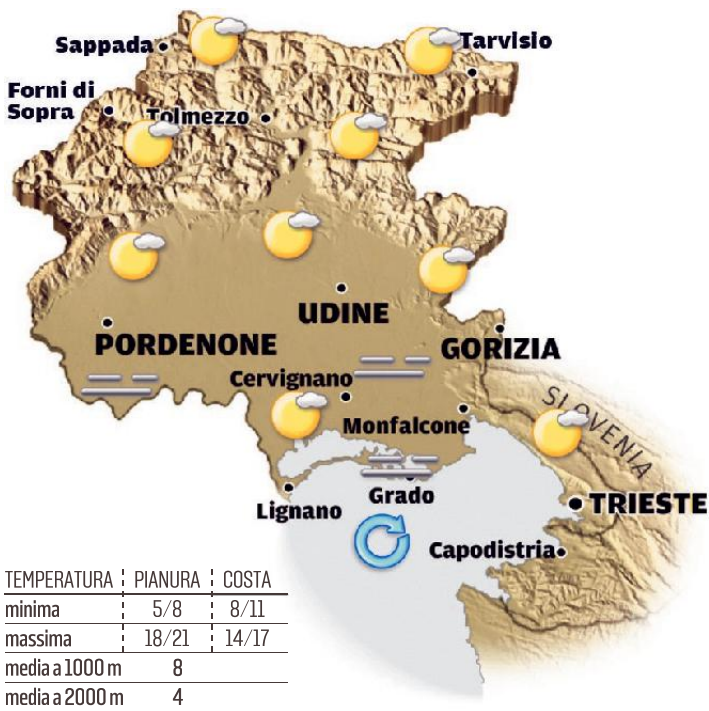 Sappada
Tarvisio
Forni di
Sopra
Tolmezzo
UDINE
PORDENONE
GORIZIA
Cervignano
SLOVENIA
Monfalcone
Lignano
Grado
TRIESTE
Capodistria
TEMPERATURA PIANURA COSTA
minima 5/8 8/11
massima 18/21 14/17
media a 1000 m 8
media a 2000 m 4